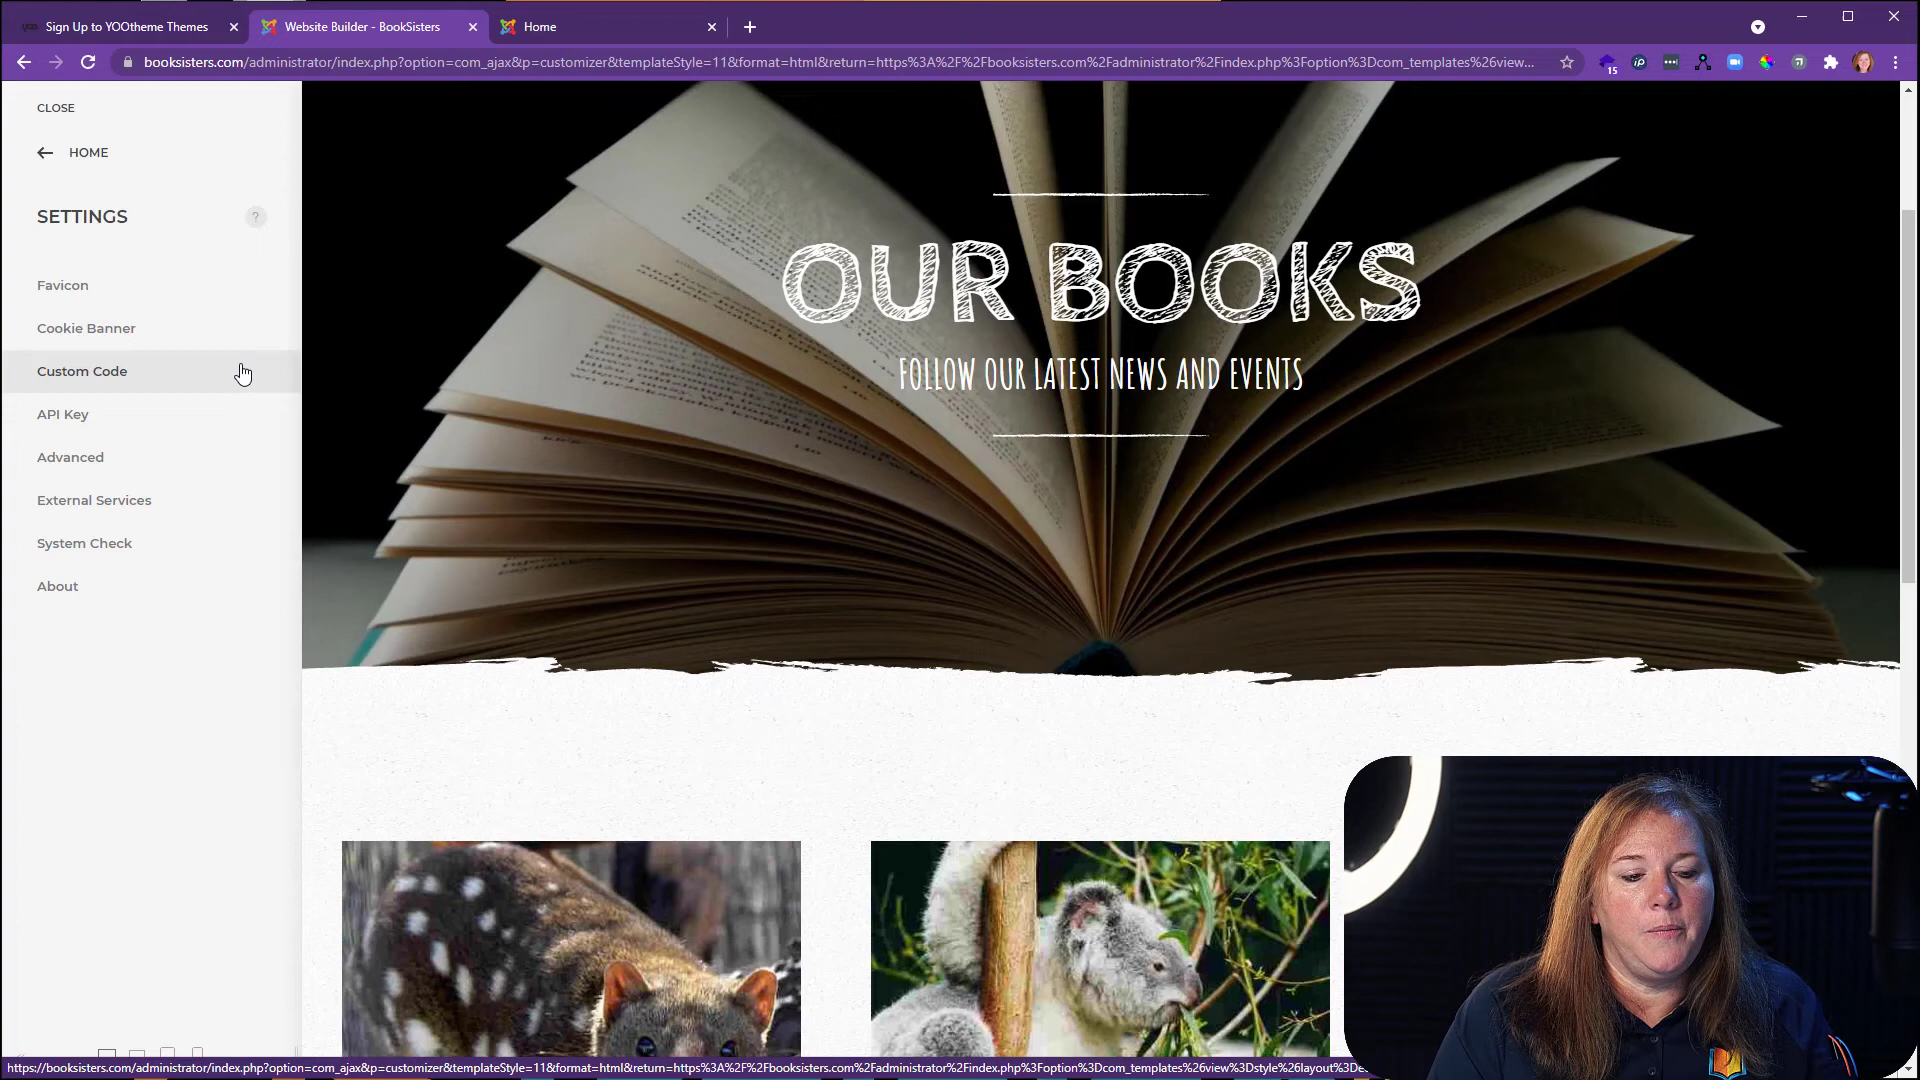 Sign Up to YOOtheme Themes
Website Builder - BookSisters
Home
booksisters.com/administrator/index.php?option=com_ajax&p=customizer&templateStyle=11&format=html&return=https%3A%2F%2Fbooksisters.com%2Fadministrator%2Findex.php%3Foption%3Dcom_templates%26view...
15
CLOSE
HOME
SETTINGS
?
Favicon
Cookie Banner
Custom Code
API Key
Advanced
External Services
System Check
About
OUR BOOKS
FOLLOW OUR LATEST NEWS AND EVENTS
https://booksisters.com/administrator/index.php?option=com_ajax&p=customizer&templateStyle=11&format=html&return=https%3A%2F%2Fbooksisters.com%2Fadministrator%2Findex.php%3Foption%3Dcom_templates%26view%3Dstyle%26layout%3De